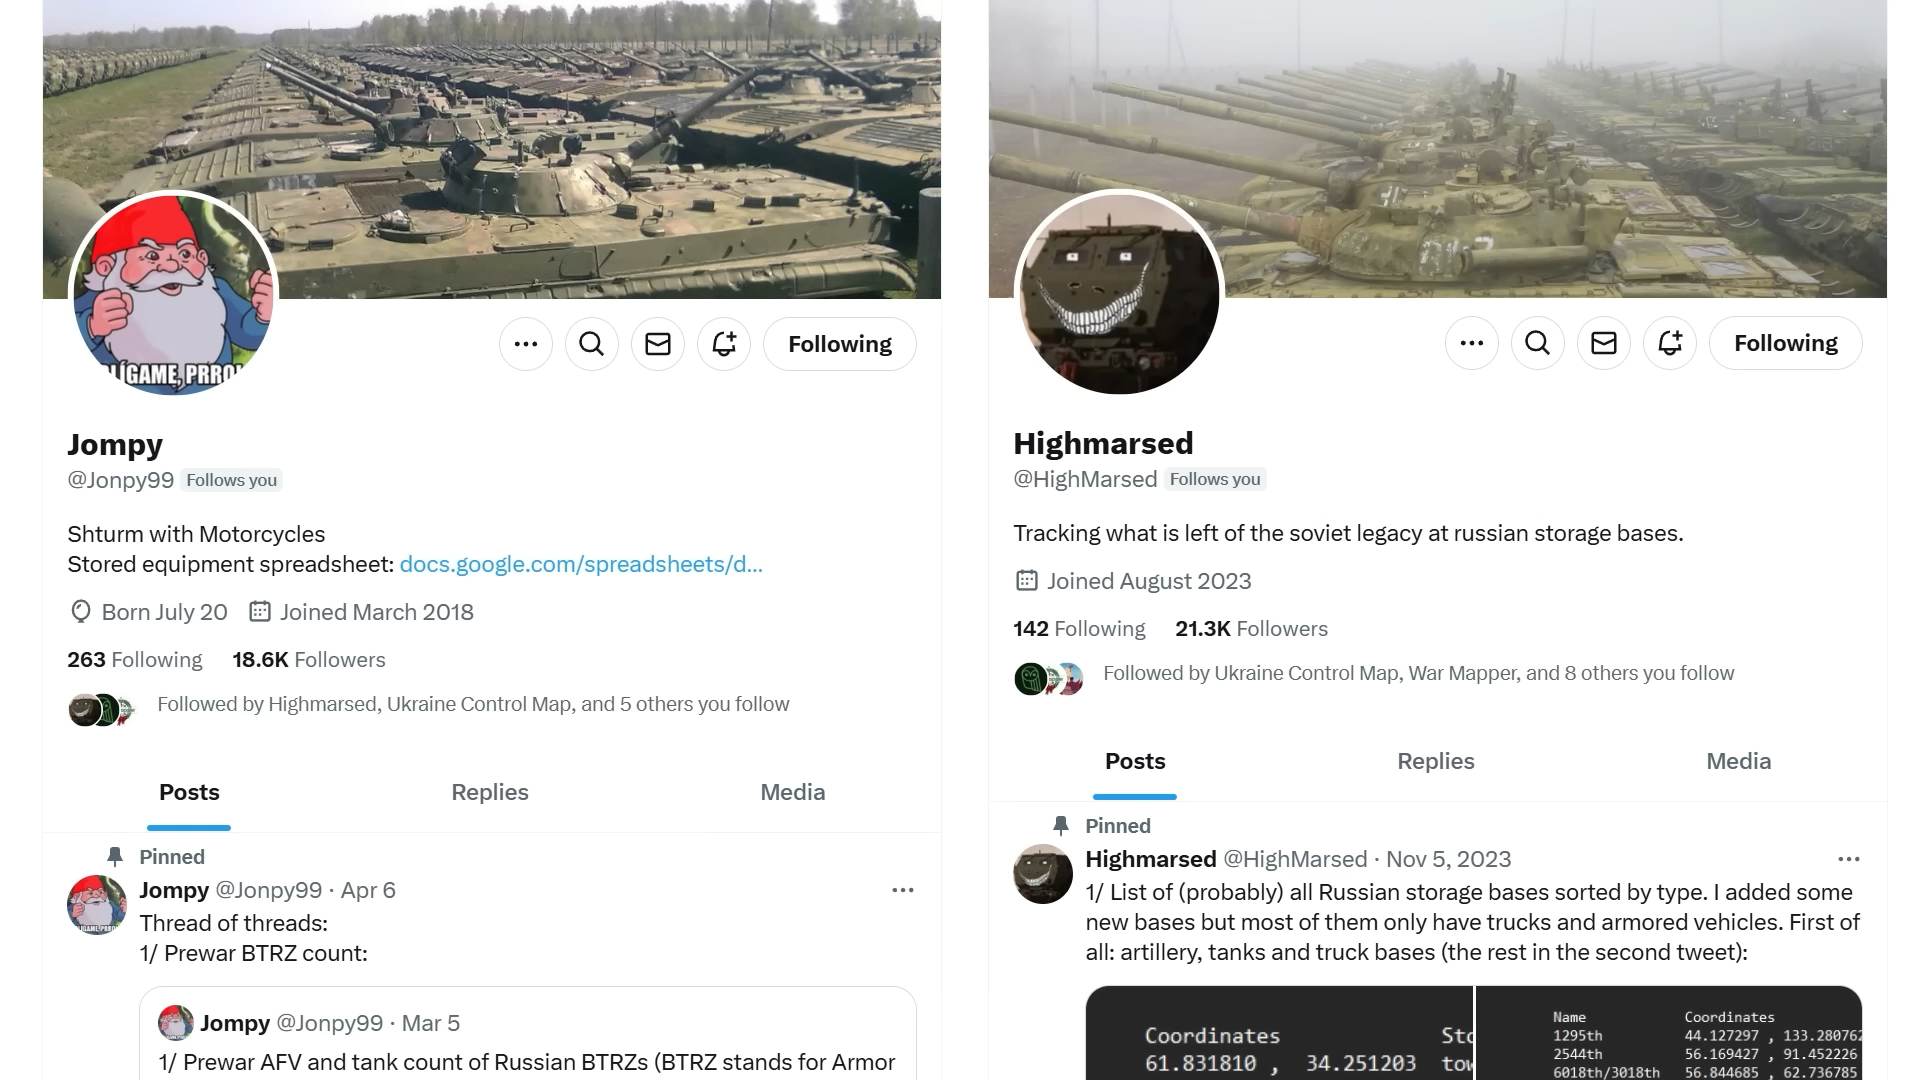 LÍGAME, PRRO
Following
Jompy
@Jonpy99 Follows you
Shturm with Motorcycles
Stored equipment spreadsheet: docs.google.com/spreadsheets/d...
Born July 20 Joined March 2018
263 Following 18.6K Followers
Followed by Highmarsed, Ukraine Control Map, and 5 others you follow
Posts Replies Media
Pinned
Jompy @Jonpy99 · Apr 6
Thread of threads:
1/ Prewar BTRZ count:
Jompy @Jonpy99 · Mar 5
1/ Prewar AFV and tank count of Russian BTRZs (BTRZ stands for Armor
Following
Highmarsed
@HighMarsed Follows you
Tracking what is left of the soviet legacy at russian storage bases.
Joined August 2023
142 Following 21.3K Followers
Followed by Ukraine Control Map, War Mapper, and 8 others you follow
Posts Replies Media
Pinned
Highmarsed @HighMarsed · Nov 5, 2023
1/ List of (probably) all Russian storage bases sorted by type. I added some
new bases but most of them only have trucks and armored vehicles. First of
all: artillery, tanks and truck bases (the rest in the second tweet):
Coordinates Sto
61.831810 , 34.251203 tow
Name Coordinates
1295th 44.127297 , 133.280762
2544th 56.169427 , 91.452226
6018th/3018th 56.844685 , 62.736785